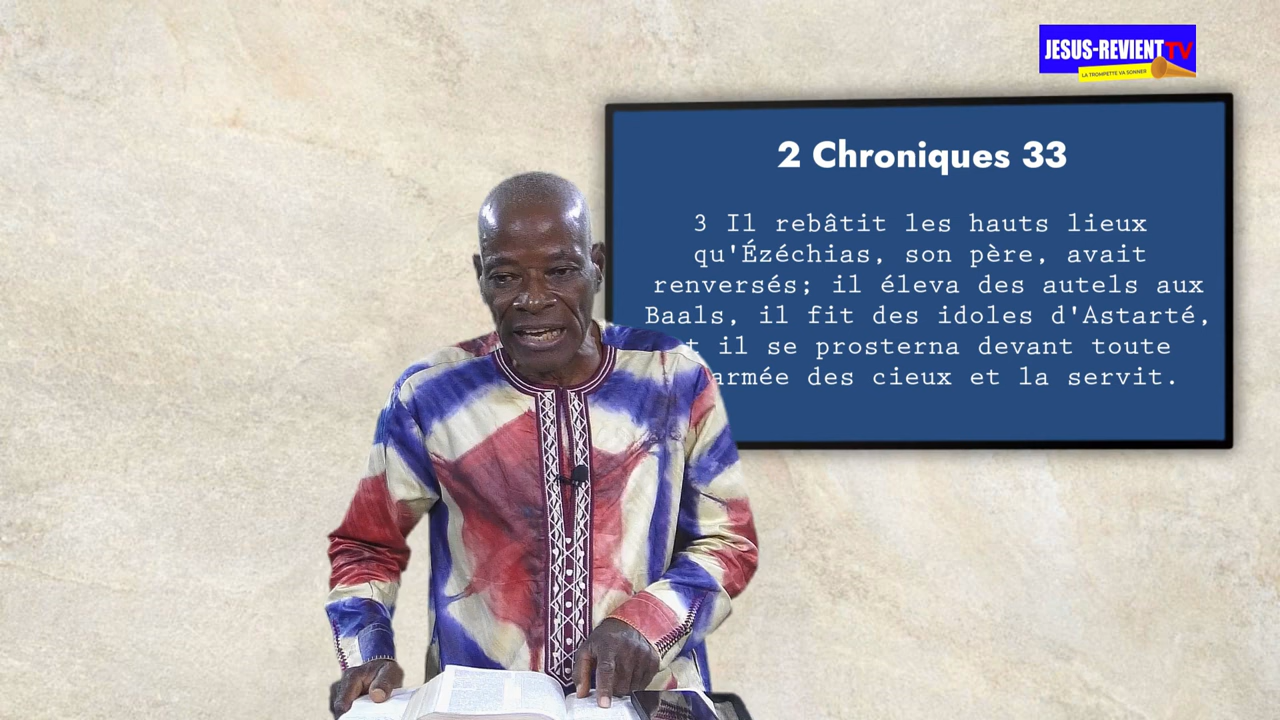 JESUS-REVIENT TV
LA TROMPETTE VA SONNER
2 Chroniques 33
3 Il rebâtit les hauts lieux
qu'Ézéchias, son père, avait
renversés; il éleva des autels aux
Baals, il fit des idoles d'Astarté,
t il se prosterna devant toute
armée des cieux et la servit.